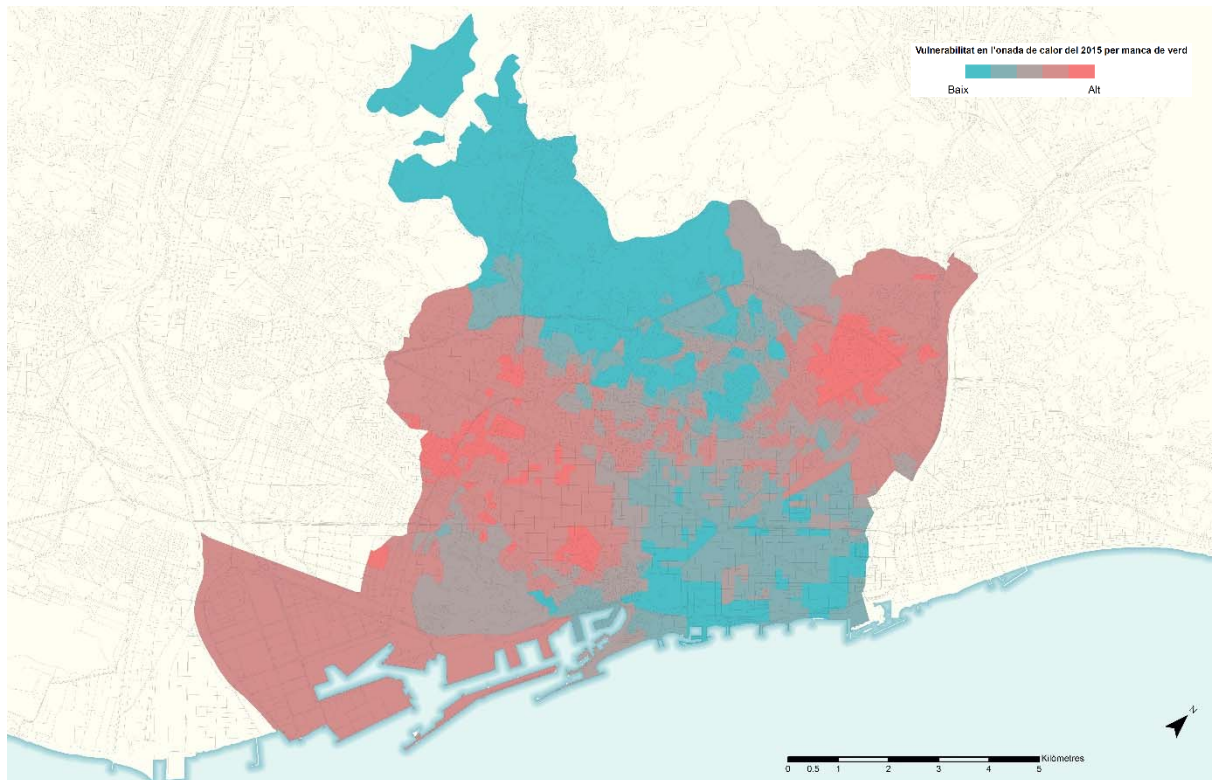 Vulnerabilitat en l'onada de calor del 2015 per manca de verd
Baix Alt
N
Kilòmetres
0 0.5 1 2 3 4 5